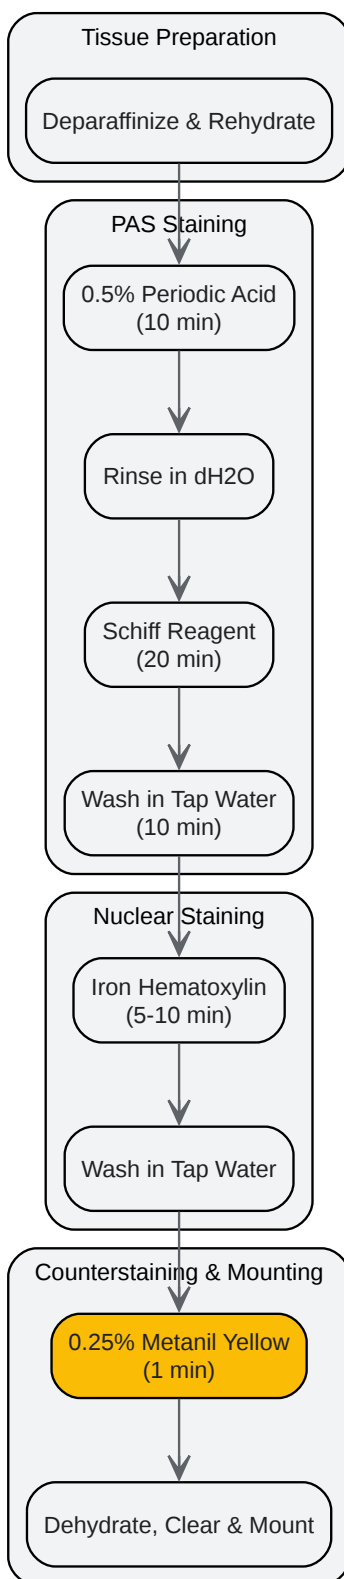 Tissue Preparation
Deparaffinize & Rehydrate
PAS Staining
0.5% Periodic Acid
(10 min)
Rinse in dH2O
Schiff Reagent
(20 min)
Wash in Tap Water
(10 min)
Nuclear Staining
Iron Hematoxylin
(5-10 min)
Wash in Tap Water
Counterstaining & Mounting
0.25% Metanil Yellow
(1 min)
Dehydrate, Clear & Mount